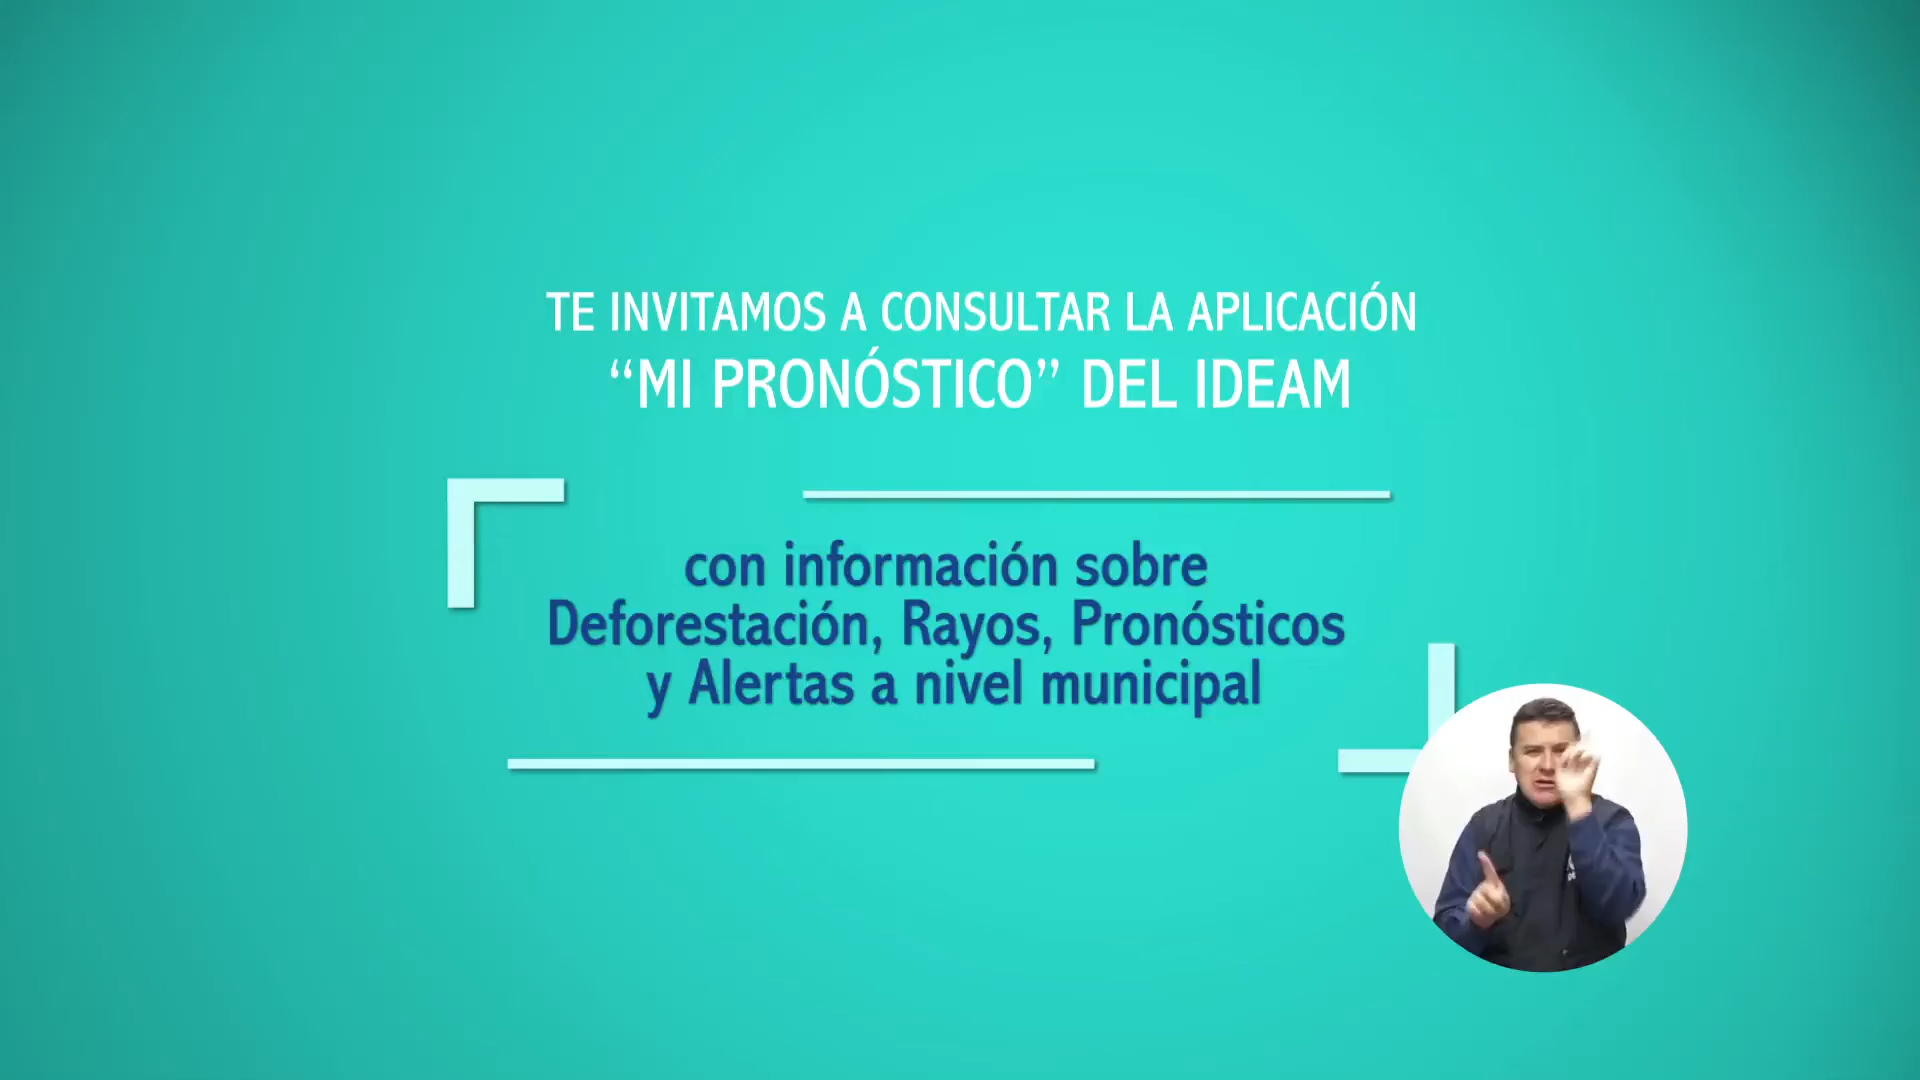 TE INVITAMOS A CONSULTAR LA APLICACIÓN
“MI PRONÓSTICO” DEL IDEAM
con información sobre
Deforestación, Rayos, Pronósticos
y Alertas a nivel municipal